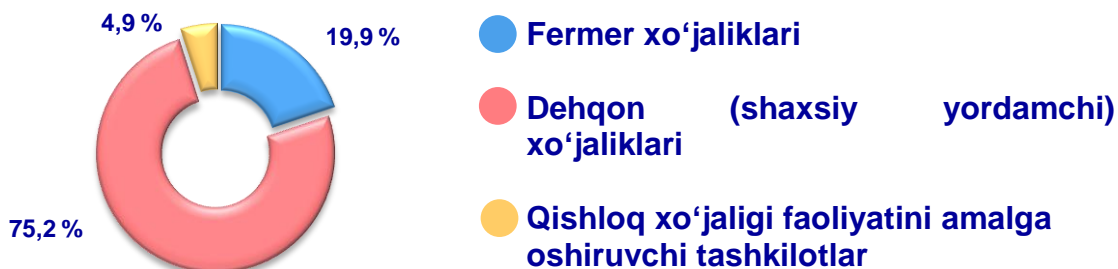 4,9 %
19,9 %
75,2 %
Fermer xo‘jaliklari
Dehqon (shaxsiy yordamchi)
xo‘jaliklari
Qishloq xo‘jaligi faoliyatini amalga
oshiruvchi tashkilotlar